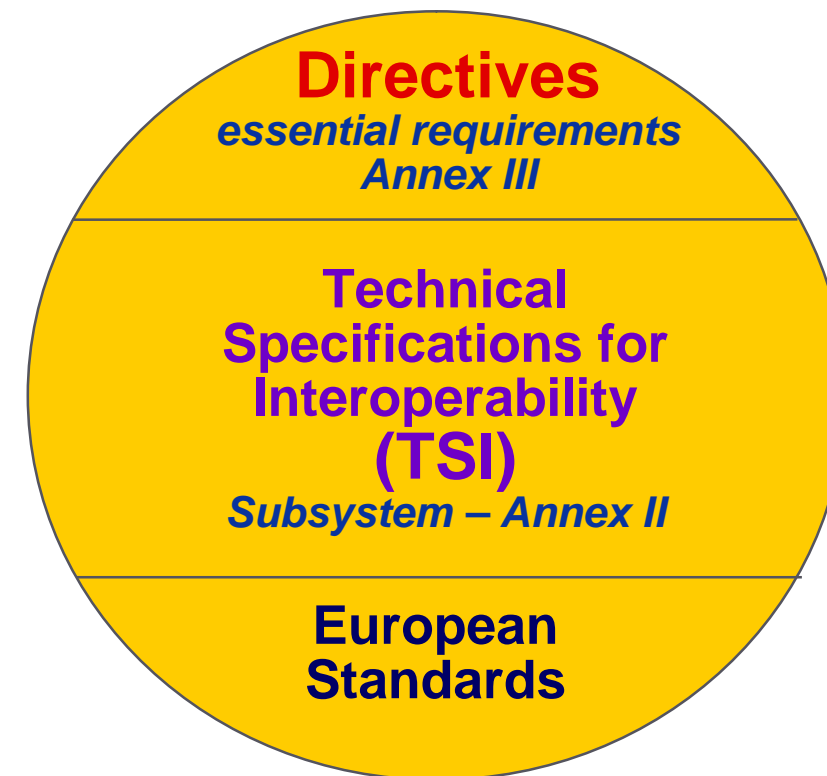 Directives
essential requirements
Annex III
Technical
Specifications for
Interoperability
(TSI)
Subsystem – Annex II
European
Standards